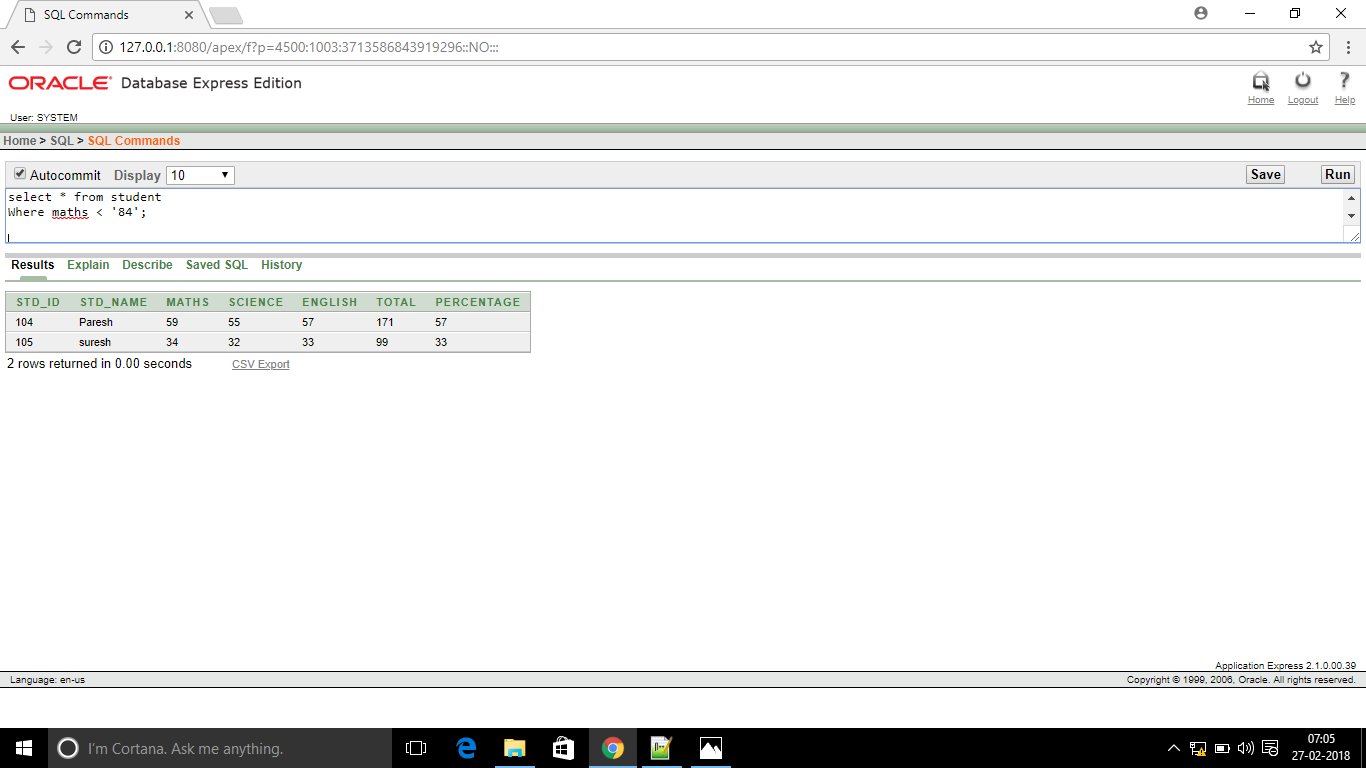 SQL Commands
127.0.0.1:8080/apex/f?p=4500:1003:3713586843919296::NO:::
ORACLE Database Express Edition
Home Logout Help
User: SYSTEM
Home > SQL > SQL Commands
Autocommit Display 10 Save Run
select * from student
Where maths < '84';
Results Explain Describe Saved SQL History
STD_ID STD_NAME MATHS SCIENCE ENGLISH TOTAL PERCENTAGE
104 Paresh 59 55 57 171 57
105 suresh 34 32 33 99 33
2 rows returned in 0.00 seconds CSV Export
Application Express 2.1.0.00.39
Language: en-us Copyright © 1999, 2006, Oracle. All rights reserved.
I'm Cortana. Ask me anything.
07:05
27-02-2018